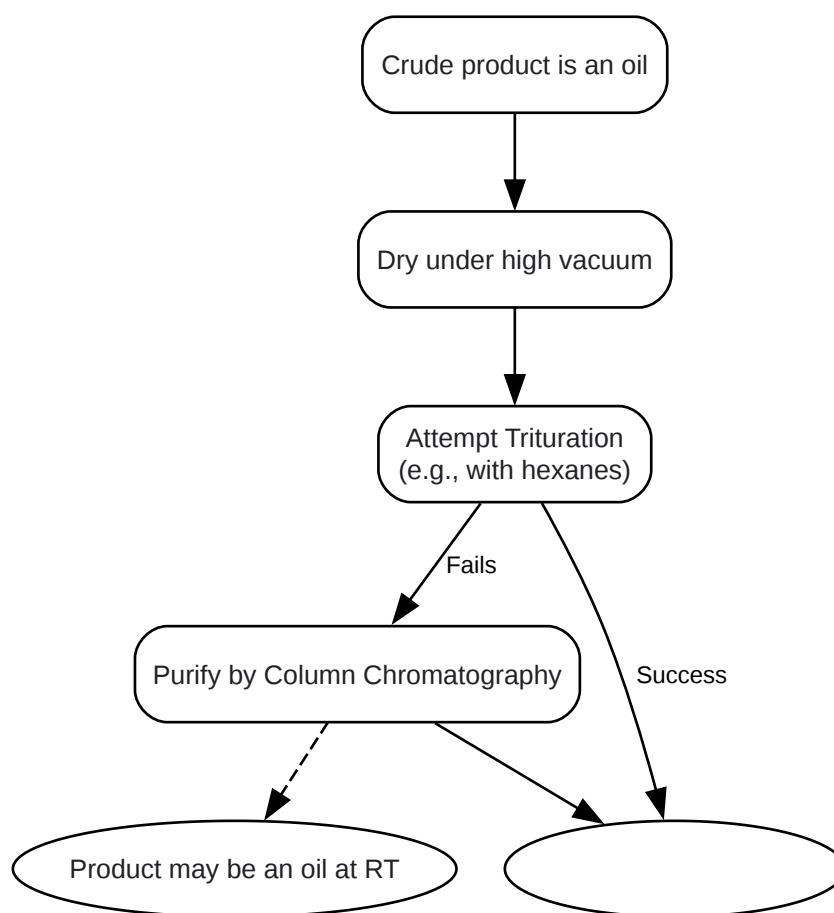 Crude product is an oil
Dry under high vacuum
Attempt Trituration
(e.g., with hexanes)
Fails
Purify by Column Chromatography
Success
Product may be an oil at RT